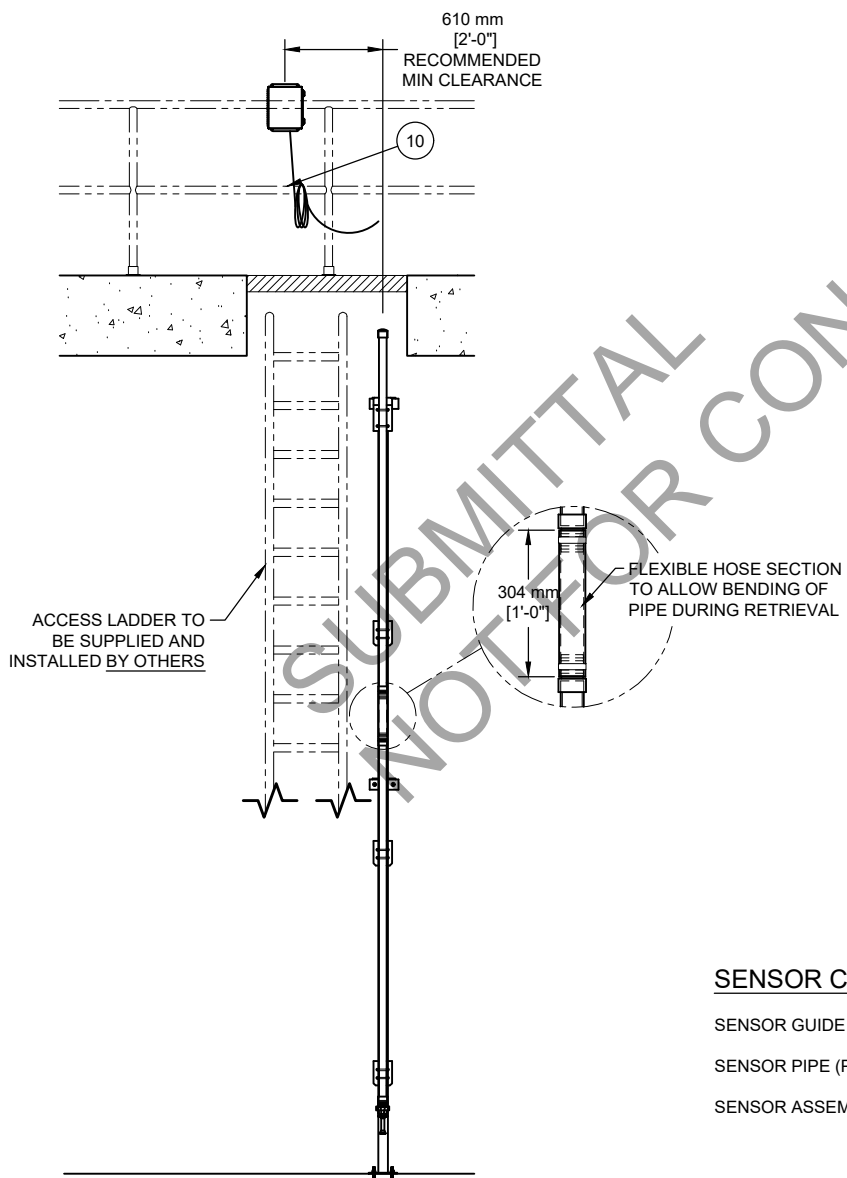 610 mm
[2'-0"]
RECOMMENDED
MIN CLEARANCE
10
ACCESS LADDER TO
BE SUPPLIED AND
INSTALLED BY OTHERS
304 mm
[1'-0"]
FLEXIBLE HOSE SECTION
TO ALLOW BENDING OF
PIPE DURING RETRIEVAL
SUBMITTAL
NOT FOR CON
SENSOR C
SENSOR GUIDE
SENSOR PIPE (
SENSOR ASSEM